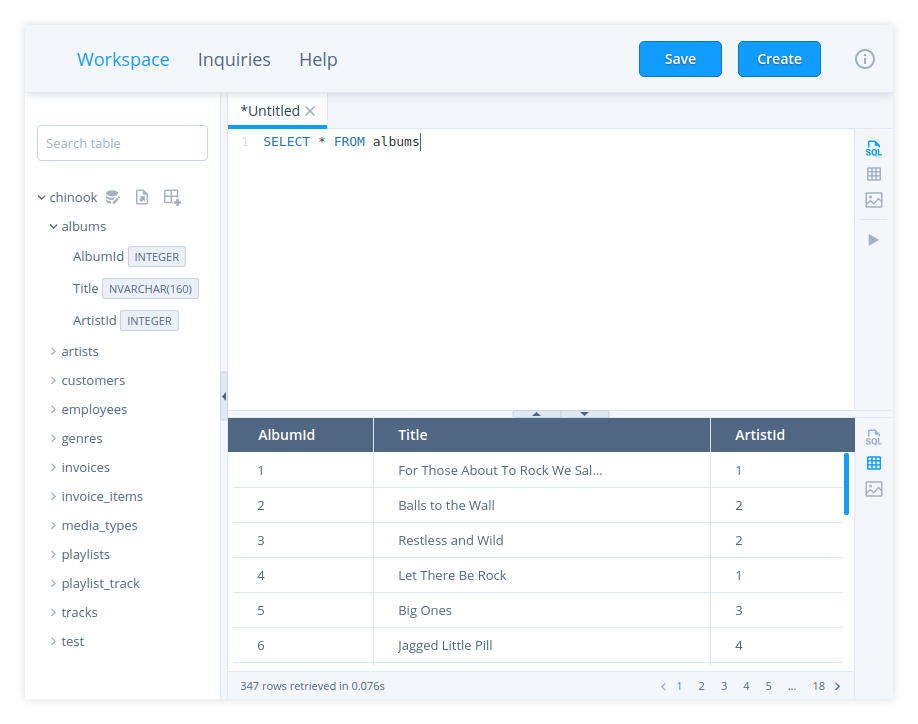 Workspace Inquiries Help Save Create
*Untitled
Search table
1 SELECT * FROM albums
SQL
chinook
albums
AlbumId INTEGER
Title NVARCHAR(160)
ArtistId INTEGER
artists
customers
employees
genres
invoices
invoice_items
media_types
playlists
playlist_track
tracks
test
AlbumId Title ArtistId
SQL
1 For Those About To Rock We Sal... 1
2 Balls to the Wall 2
3 Restless and Wild 2
4 Let There Be Rock 1
5 Big Ones 3
6 Jagged Little Pill 4
347 rows retrieved in 0.076s
1 2 3 4 5 ... 18